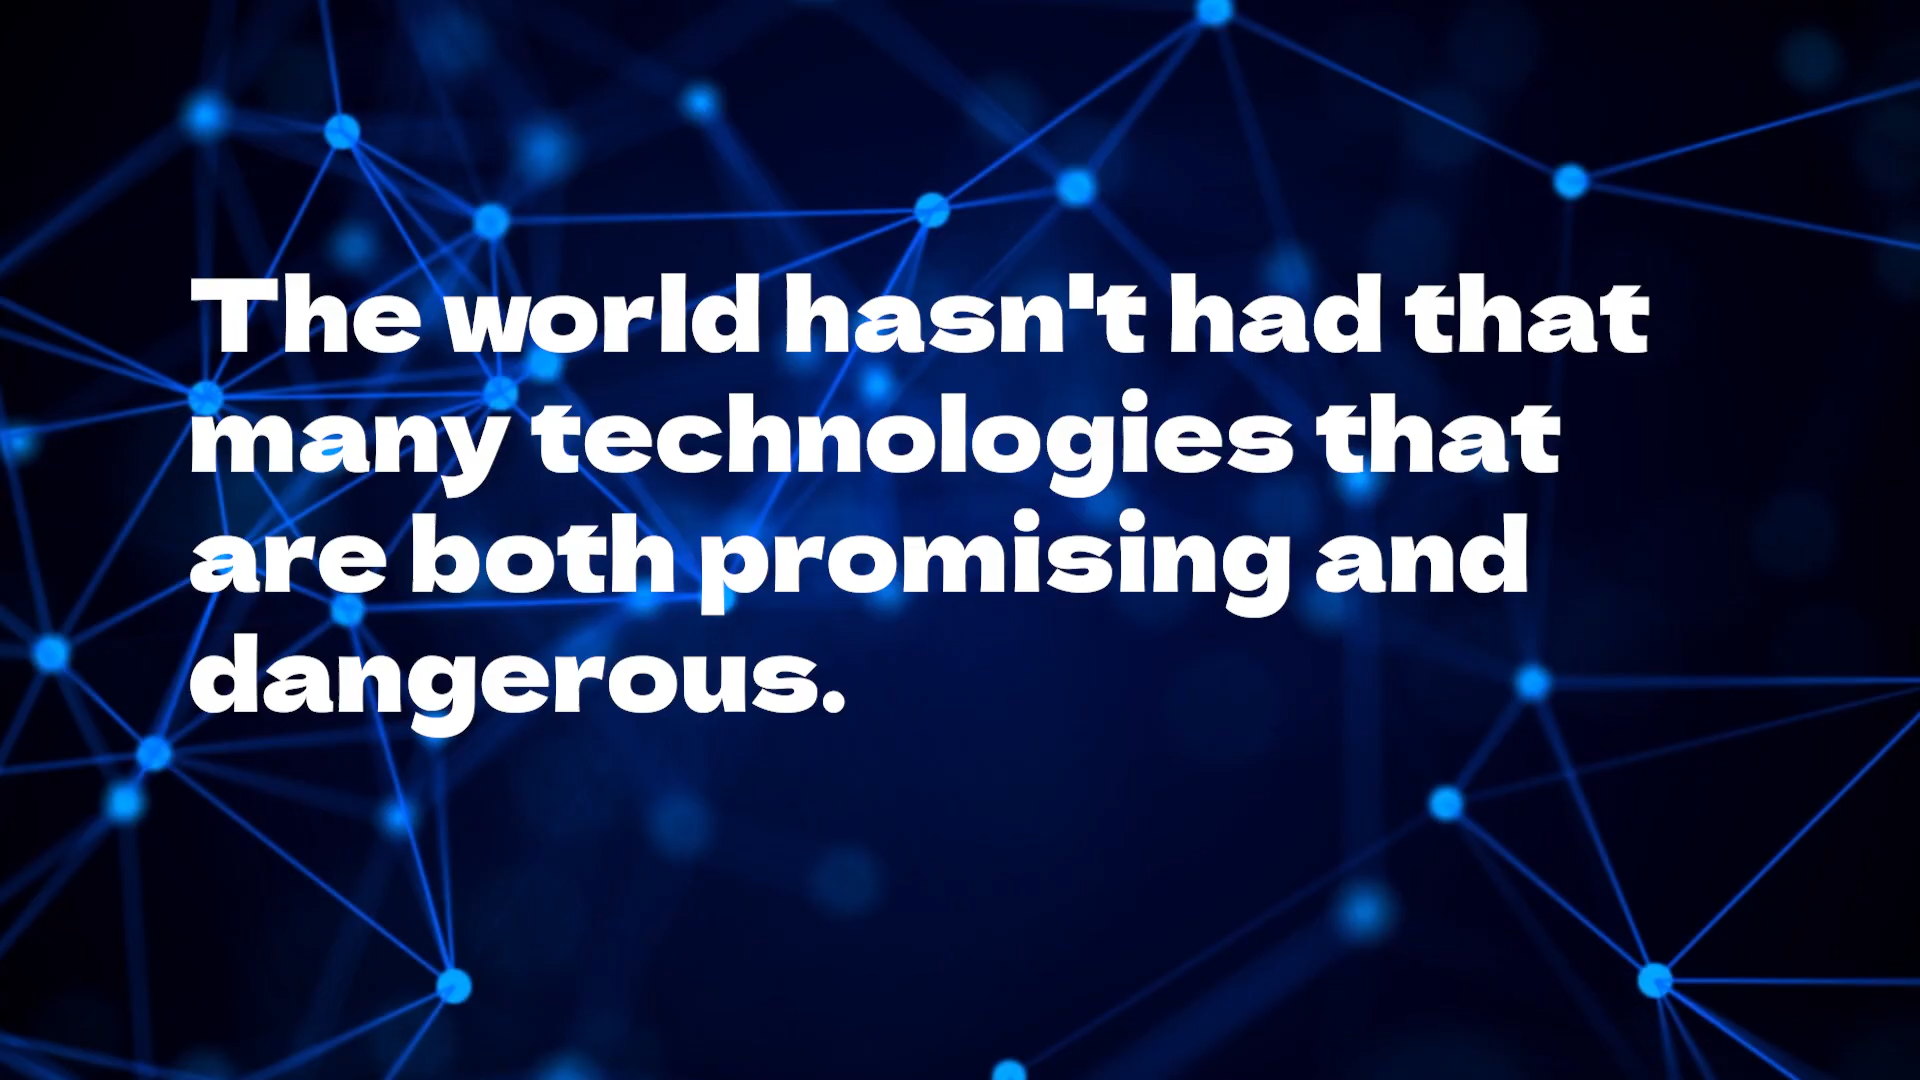 The world hasn't had that
many technologies that
are both promising and
dangerous.